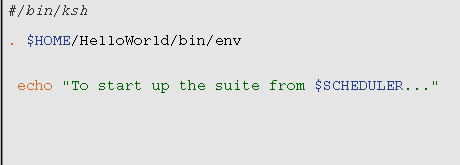 #/bin/ksh
. $HOME/HelloWorld/bin/env
echo "To start up the suite from $SCHEDULER..."